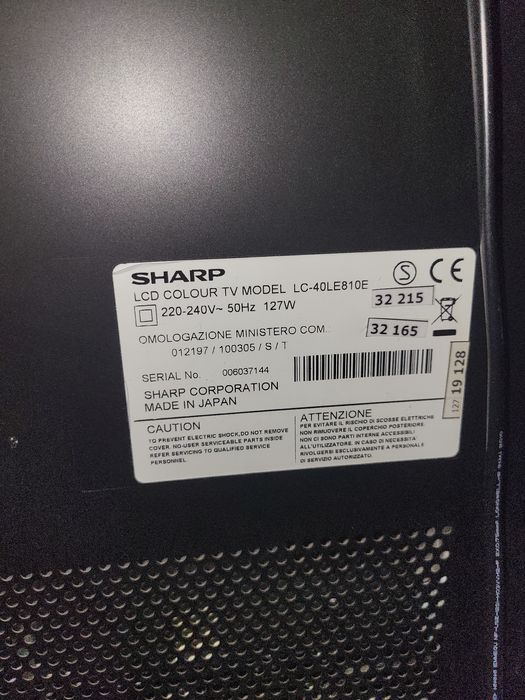 SHARP
LCD COLOUR TV MODEL LC-40LE810E
220-240V~ 50Hz 127W
S
CE
32 215
OMOLOGAZIONE MINISTERO COM.
32 165
012197 / 100305 / S / T
SERIAL No. 006037144
SHARP CORPORATION
MADE IN JAPAN
127 19 128
CAUTION
TO PREVENT ELECTRIC SHOCK, DO NOT REMOVE
COVER. NO USER SERVICEABLE PARTS INSIDE
REFER SERVICING TO QUALIFIED SERVICE
PERSONNEL.
ATTENZIONE
PER EVITARE IL RISCHIO DI SCOSSE ELETTRICHE
NON RIMUOVERE IL COPERCHIO POSTERIORE.
NON CI SONO PARTI INTERNE ACCESSIBILI
ALL'UTILIZZATORE. IN CASO DI NECESSITA'
RIVOLGERSI ESCLUSIVAMENTE A PERSONALE
DI SERVIZIO AUTORIZZATO.